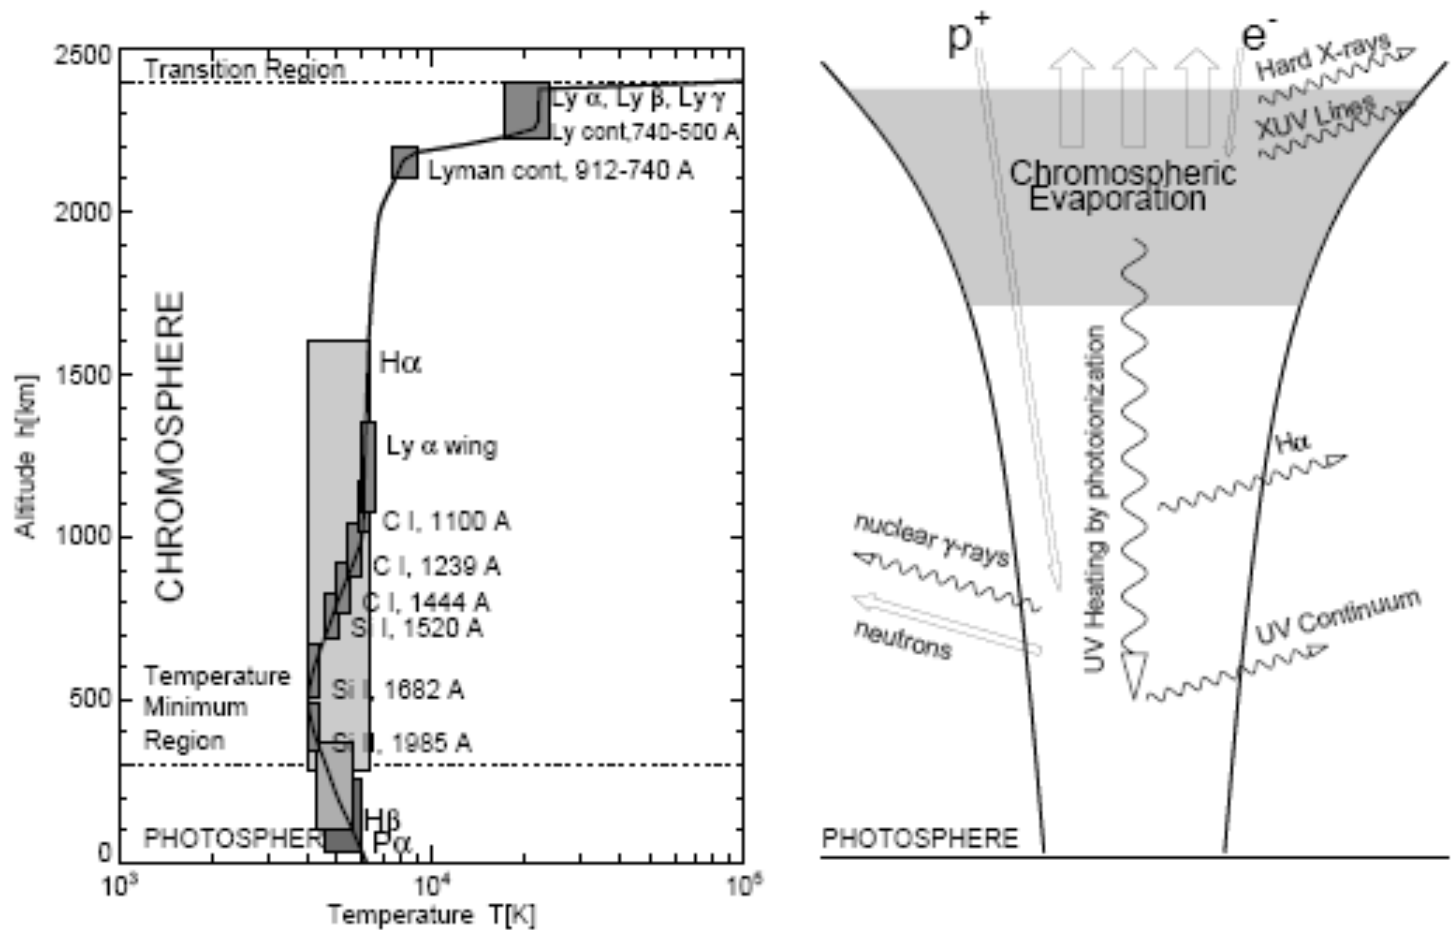 2500
2000
1500
1000
500
0
Altitude h[km]
CHROMOSPHERE
Transition Region
Ly α, Ly β, Ly γ
Ly cont,740-500 A
Lyman cont, 912-740 A
Hα
Ly α wing
C I, 1100 A
C I, 1239 A
C I, 1444 A
Si I, 1520 A
Temperature
Minimum
Region
Si I, 1682 A
Si II, 1985 A
PHOTOSPHER
Hβ
Pα
10³
10⁴
10⁵
Temperature T[K]
p⁺
e⁻
Hard X-rays
XUV Lines
Chromospheric
Evaporation
UV Heating by photoionization
Hα
nuclear γ-rays
neutrons
UV Continuum
PHOTOSPHERE